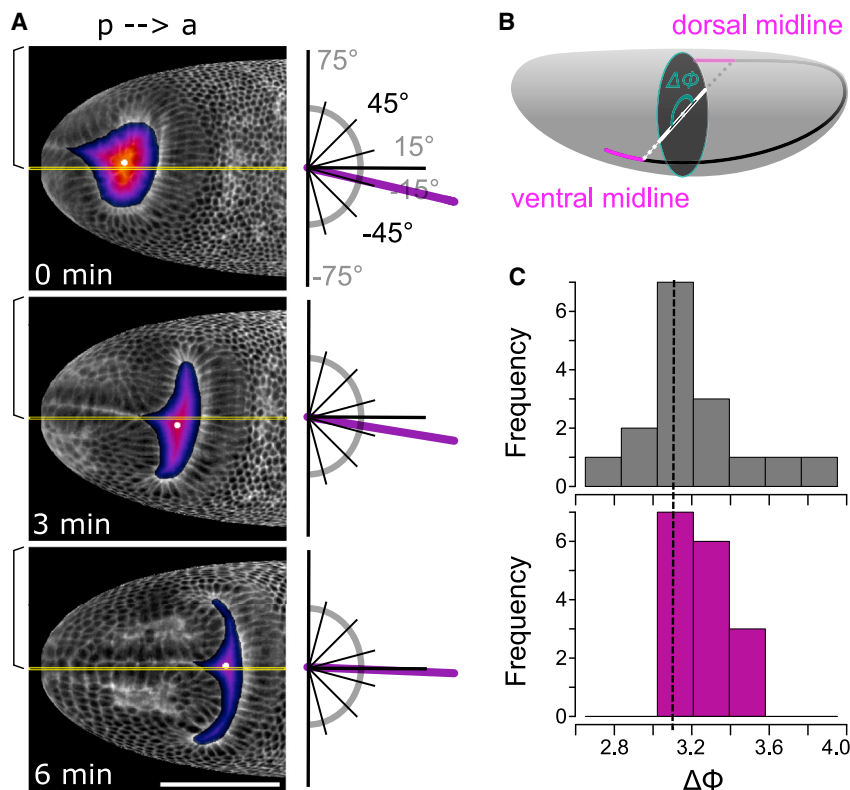 A
p --> a
75°
45°
15°
-15°
-45°
-75°
0 min
3 min
6 min
B
dorsal midline
ΔΦ
ventral midline
C
Frequency
6
4
2
0
Frequency
6
4
2
0
2.8 3.2 3.6 4.0
ΔΦ